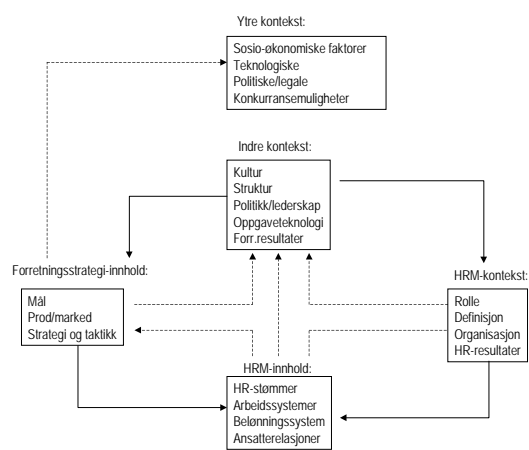 Ytre kontekst:
Sosio-økonomiske faktorer
Teknologiske
Politiske/legale
Konkurransemuligheter
Indre kontekst:
Kultur
Struktur
Politikk/lederskap
Oppgaveteknologi
Forr.resultater
Forretningsstrategi-innhold:
Mål
Prod/marked
Strategi og taktikk
HRM-kontekst:
Rolle
Definisjon
Organisasjon
HR-resultater
HRM-innhold:
HR-stømmer
Arbeidssystemer
Belønningssystem
Ansatterelasjoner